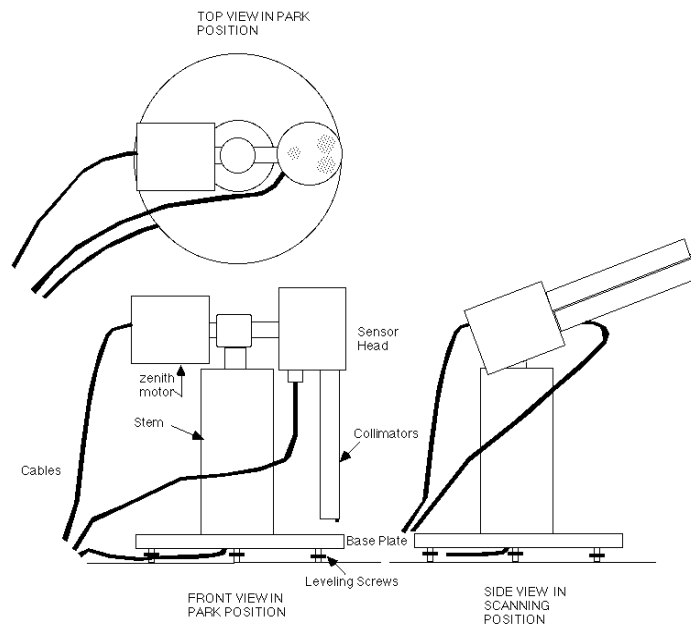 TOP VIEW IN PARK
POSITION
Sensor
Head
zenith
motor
Stem
Collimators
Cables
Base Plate
Leveling Screws
FRONT VIEW IN
PARK POSITION
SIDE VIEW IN
SCANNING
POSITION